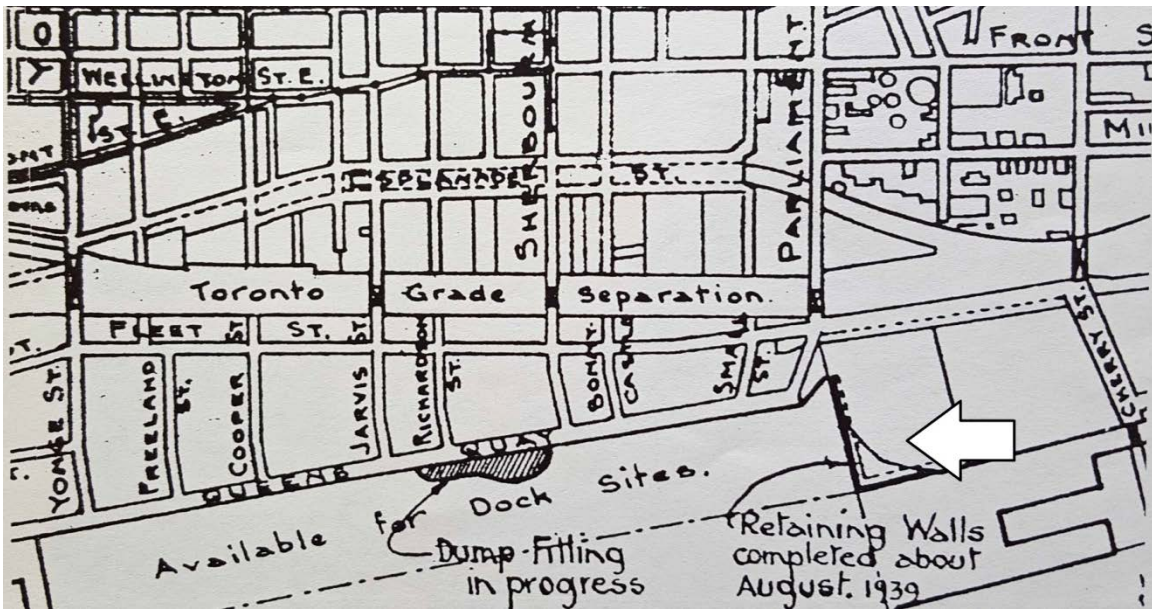 FRONT S
O
Y
WELLINGTON ST. E.
ST. E.
MI
SHERBOURN
ESPLANADE ST.
PARLIAMENT.
Toronto Grade Separation.
FLEET ST.
YONGE ST.
FREELAND ST.
COOPER ST.
JARVIS ST.
RICHARDSON ST.
BONNY-
CASTLE
SMALL ST.
CHERRY ST.
QUEENS QUAY
Available for Dock Sites.
Dump-Filling
in progress
Retaining Walls
completed about
August. 1939